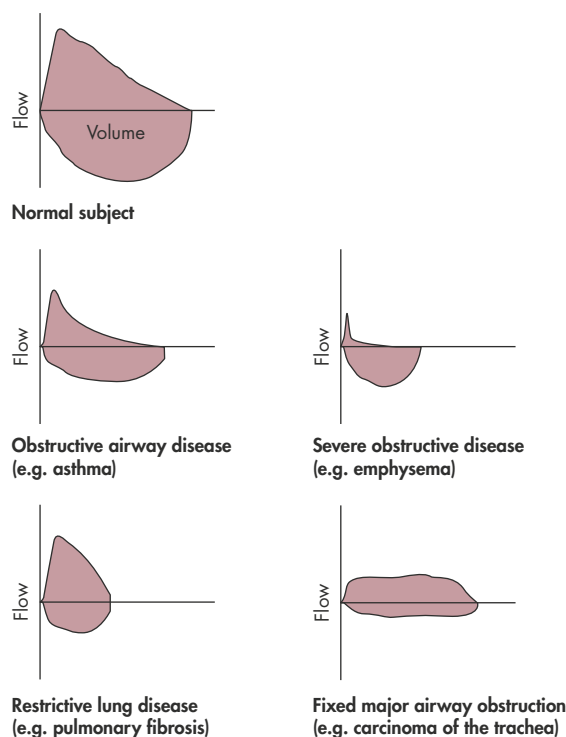 Flow
Volume
Normal subject
Flow
Obstructive airway disease
(e.g. asthma)
Flow
Severe obstructive disease
(e.g. emphysema)
Flow
Restrictive lung disease
(e.g. pulmonary fibrosis)
Flow
Fixed major airway obstruction
(e.g. carcinoma of the trachea)